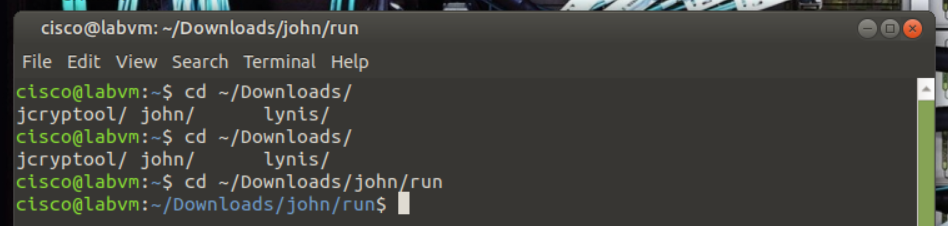 cisco@labvm: ~/Downloads/john/run
File Edit View Search Terminal Help
cisco@labvm:~$ cd ~/Downloads/
jcryptool/ john/ lynis/
cisco@labvm:~$ cd ~/Downloads/
jcryptool/ john/ lynis/
cisco@labvm:~$ cd ~/Downloads/john/run
cisco@labvm:~/Downloads/john/run$